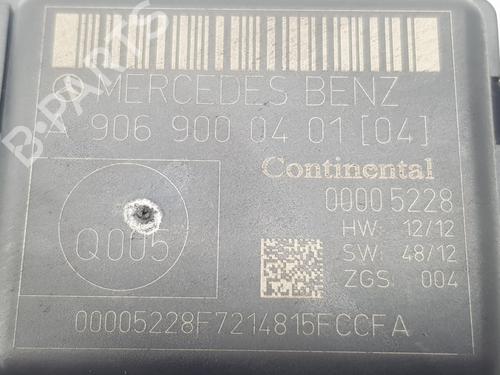 MERCEDES BENZ
A 906 900 04 01 [04]
Continental
0000 5228
HW: 12/12
SW: 48/12
ZGS: 004
Q005
00005228F7214815FCCFA
B-PARTS